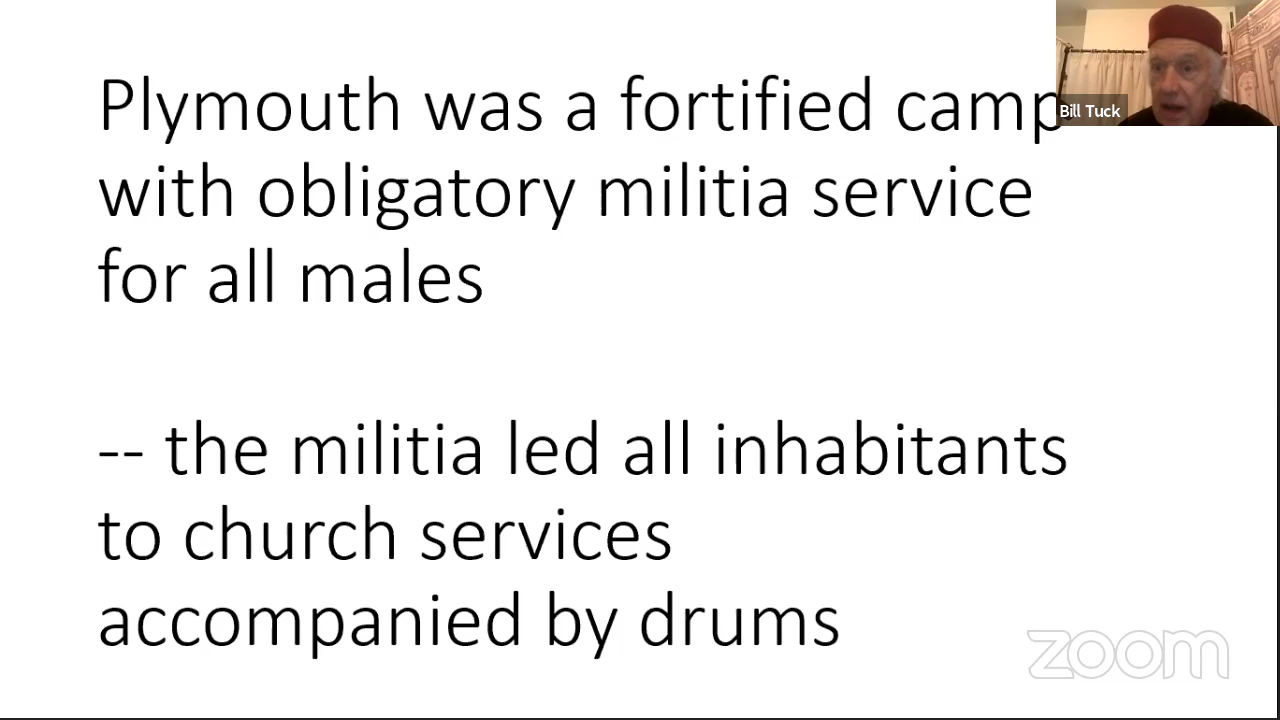 Plymouth was a fortified camp
with obligatory militia service
for all males
-- the militia led all inhabitants
to church services
accompanied by drums
Bill Tuck
zoom